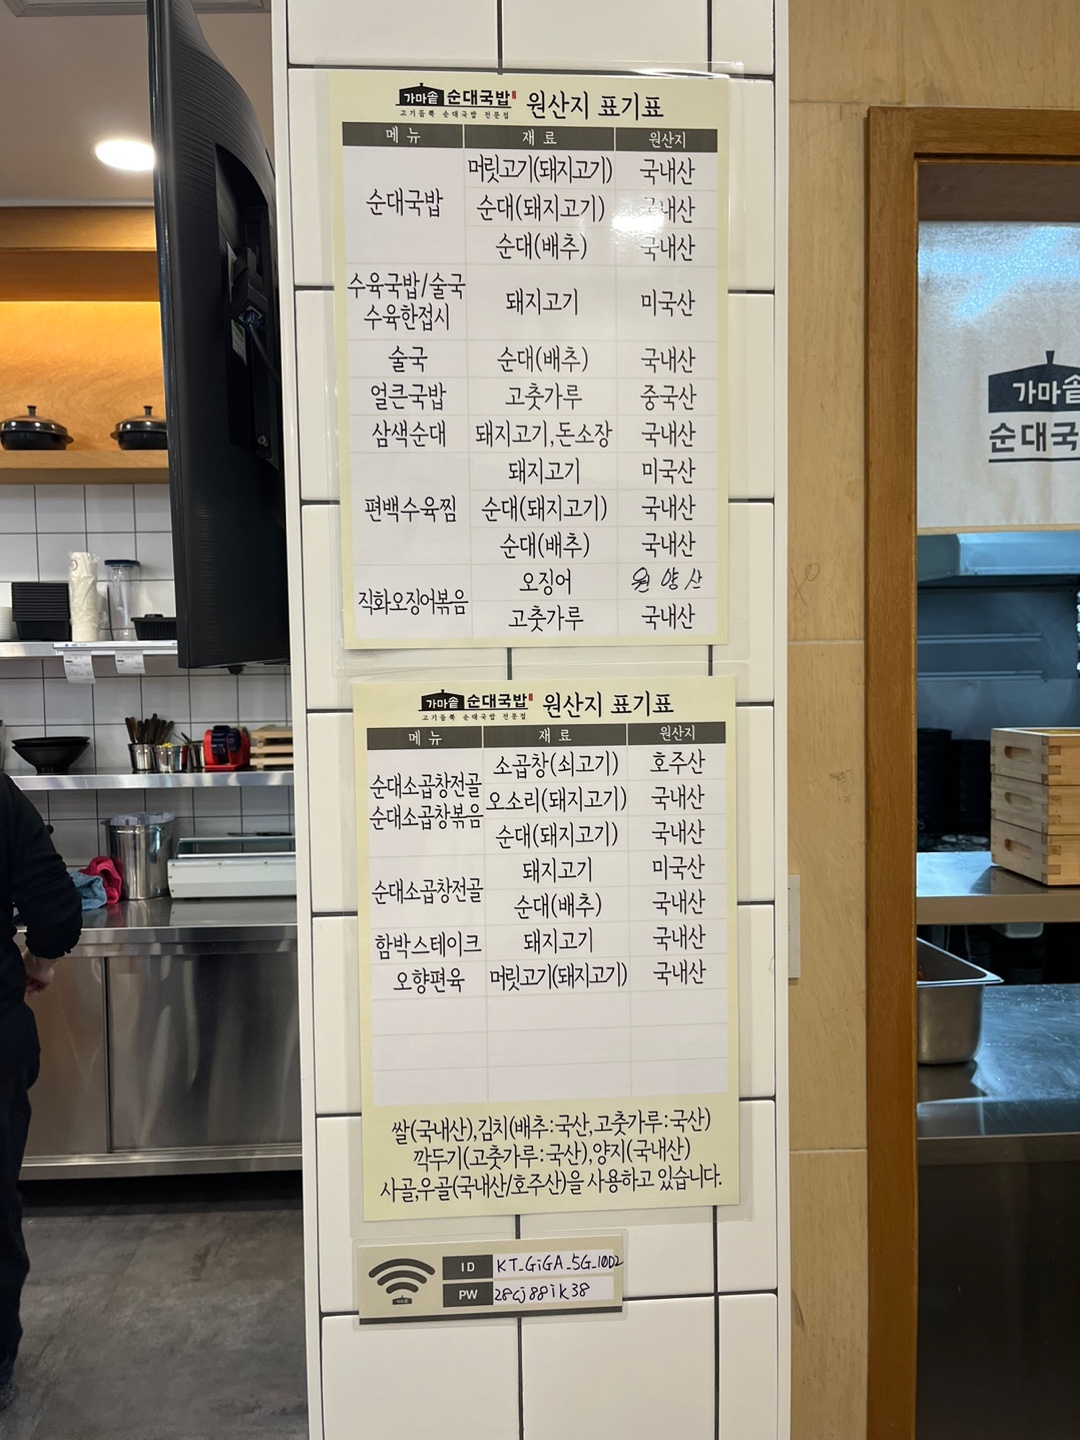 가마솥 순대국밥 원산지 표기표
고기듬뿍 순대국밥 전문점
메뉴 재료 원산지
순대국밥 머릿고기(돼지고기) 국내산
순대(돼지고기) 국내산
순대(배추) 국내산
수육국밥/술국
수육한접시 돼지고기 미국산
술국 순대(배추) 국내산
얼큰국밥 고춧가루 중국산
삼색순대 돼지고기,돈소장 국내산
편백수육찜 돼지고기 미국산
순대(돼지고기) 국내산
순대(배추) 국내산
직화오징어볶음 오징어 원양산
고춧가루 국내산
가마솥 순대국밥 원산지 표기표
고기듬뿍 순대국밥 전문점
메뉴 재료 원산지
순대소곱창전골
순대소곱창볶음 소곱창(쇠고기) 호주산
오소리(돼지고기) 국내산
순대(돼지고기) 국내산
순대소곱창전골 돼지고기 미국산
순대(배추) 국내산
함박스테이크 돼지고기 국내산
오향편육 머릿고기(돼지고기) 국내산
쌀(국내산),김치(배추:국산,고춧가루:국산)
깍두기(고춧가루:국산),양지(국내산)
사골,우골(국내산/호주산)을 사용하고 있습니다.
ID KT_GiGA_5G_10D2
PW 28cj88ik38
가마솥
순대국